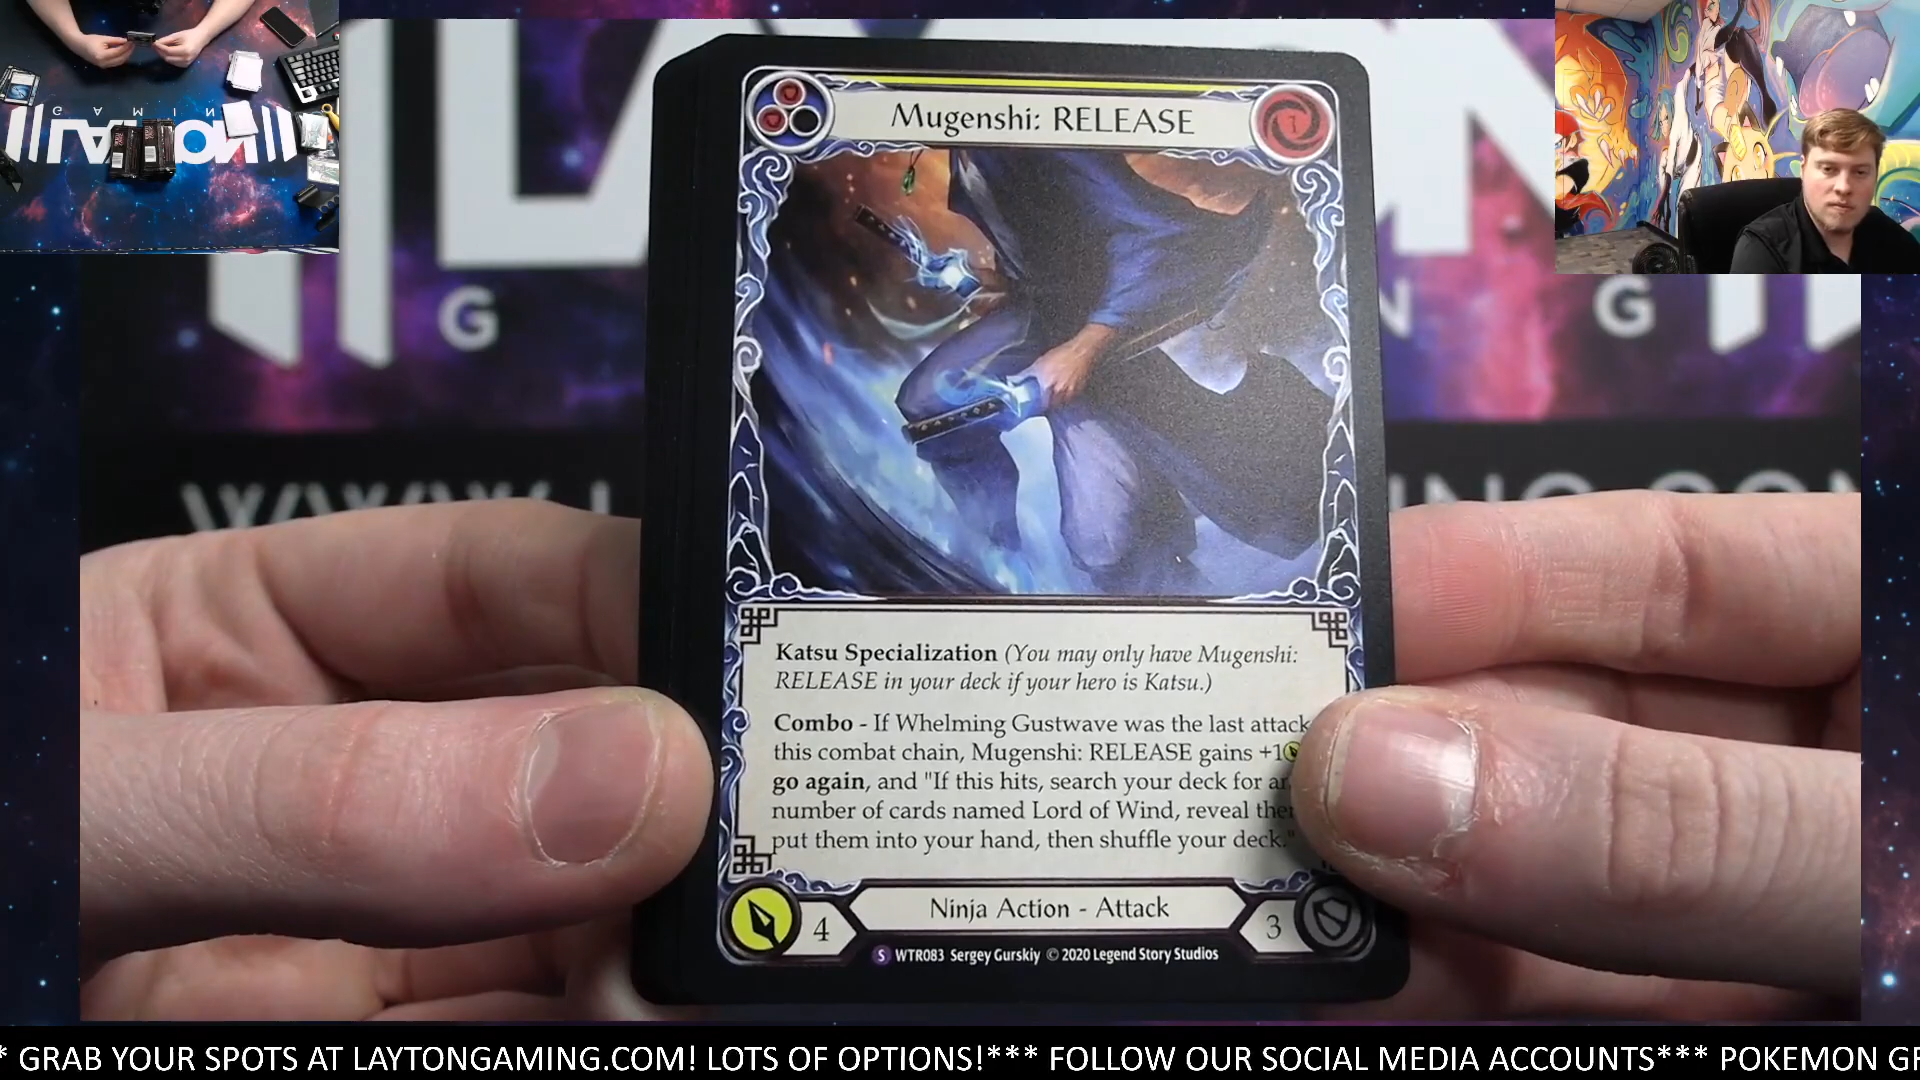 Mugenshi: RELEASE
1
Katsu Specialization (You may only have Mugenshi:
RELEASE in your deck if your hero is Katsu.)
Combo - If Whelming Gustwave was the last attack
this combat chain, Mugenshi: RELEASE gains +1
go again, and "If this hits, search your deck for
number of cards named Lord of Wind, reveal
put them into your hand, then shuffle your deck."
4
Ninja Action - Attack
3
S WTR083 Sergey Gurskiy © 2020 Legend Story Studios
G
N
G
GAMIN
LAYTON
* GRAB YOUR SPOTS AT LAYTONGAMING.COM! LOTS OF OPTIONS!*** FOLLOW OUR SOCIAL MEDIA ACCOUNTS*** POKEMON